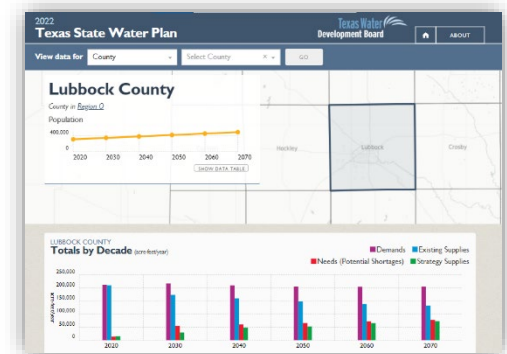 2022
Texas State Water Plan
Texas Water
Development Board
ABOUT
View data for County
Select County
GO
Lubbock County
County in Region O
Population
400,000
0
2020 2030 2040 2050 2060 2070
SHOW DATA TABLE
Hockley
Lubbock
Crosby
LUBBOCK COUNTY
Totals by Decade (acre-feet/year)
Demands Existing Supplies
Needs (Potential Shortages) Strategy Supplies
250,000
200,000
150,000
100,000
50,000
0
2020 2030 2040 2050 2060 2070